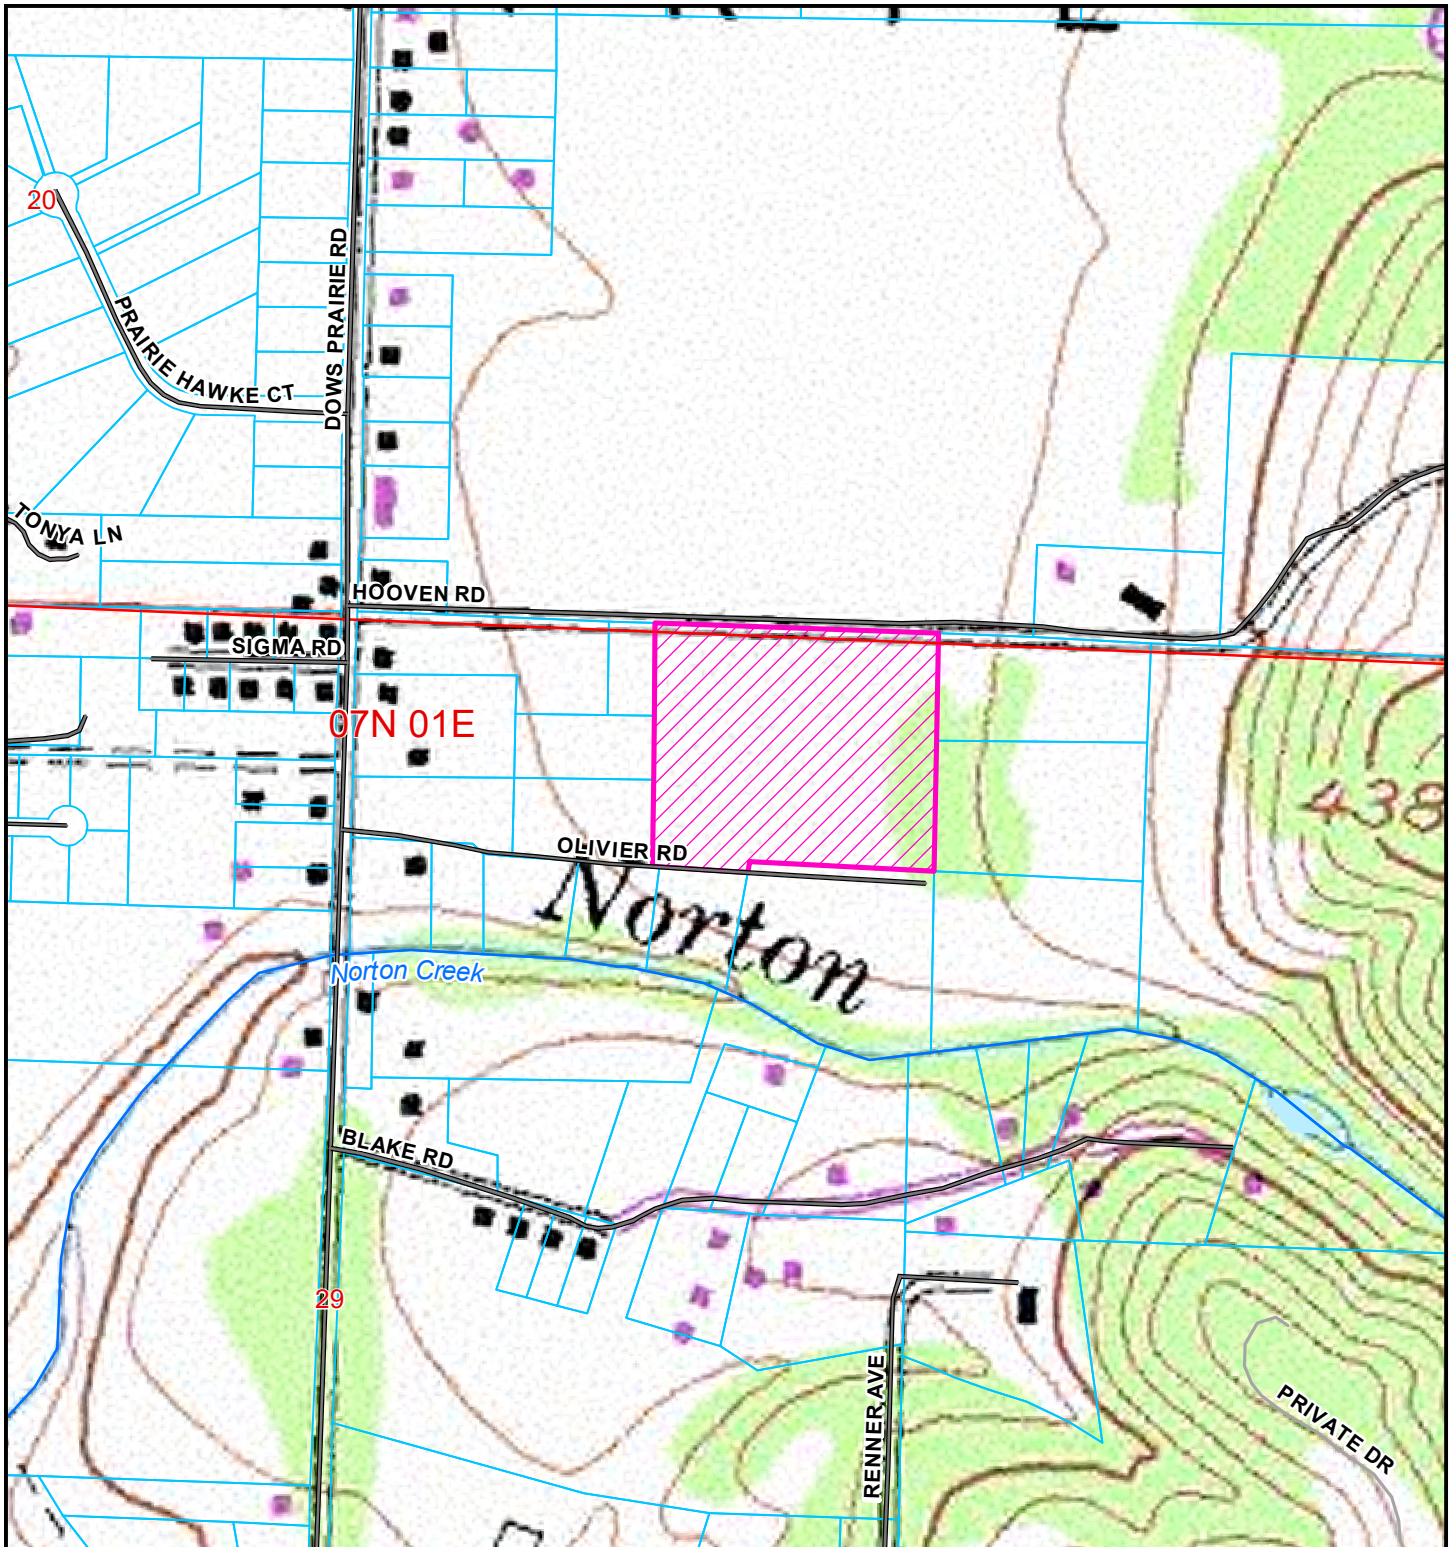 20
DOWS PRAIRIE RD
PRAIRIE HAWKE CT
TONYA LN
HOOVEN RD
SIGMA RD
07N 01E
438
OLIVIER RD
Norton
Norton Creek
BLAKE RD
29
RENNER AVE
PRIVATE DR